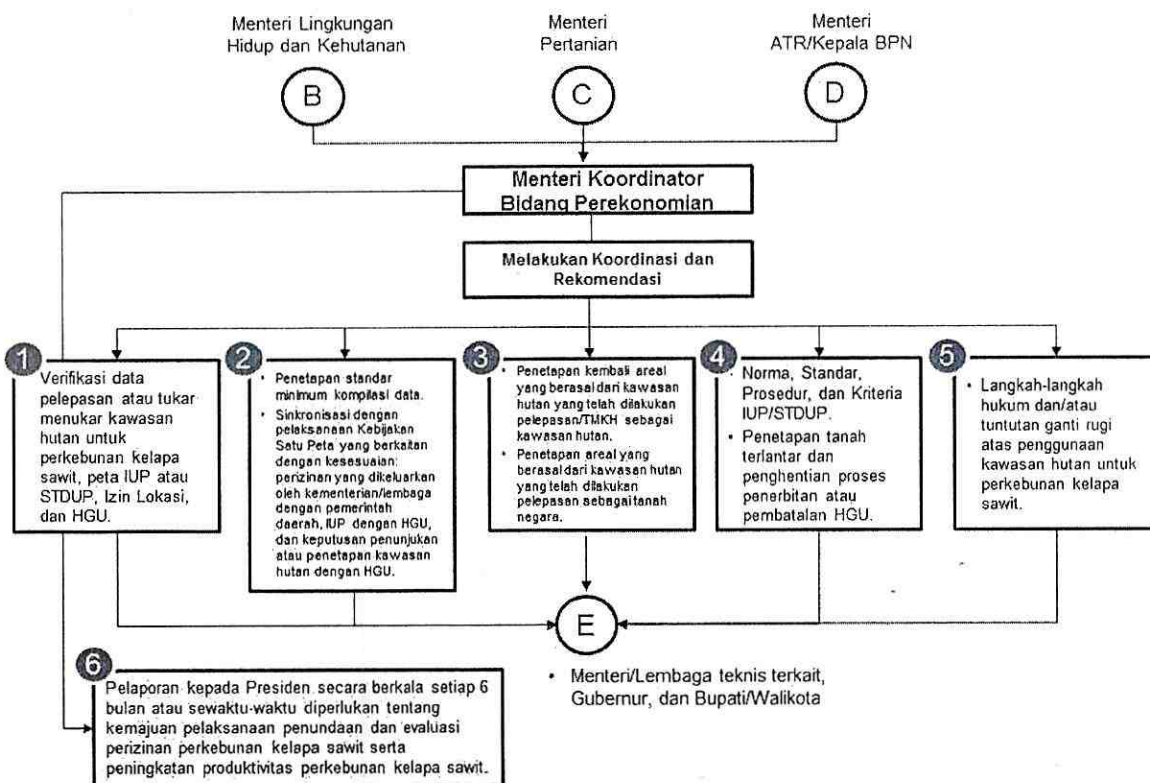 Menteri Lingkungan
Hidup dan Kehutanan
B
Menteri
Pertanian
C
Menteri
ATR/Kepala BPN
D
Menteri Koordinator
Bidang Perekonomian
Melakukan Koordinasi dan
Rekomendasi
1
Verifikasi data
pelepasan atau tukar
menukar kawasan
hutan untuk
perkebunan kelapa
sawit, peta IUP atau
STDUP, Izin Lokasi,
dan HGU.
2
• Penetapan standar
minimum kompilasi data.
• Sinkronisasi dengan
pelaksanaan Kebijakan
Satu Peta yang berkaitan
dengan kesesuaian:
perizinan yang dikeluarkan
oleh kementerian/lembaga
dengan pemerintah
daerah, IUP dengan HGU,
dan keputusan penunjukan
atau penetapan kawasan
hutan dengan HGU.
3
• Penetapan kembali areal
yang berasal dari kawasan
hutan yang telah dilakukan
pelepasan/TMKH sebagai
kawasan hutan.
• Penetapan areal yang
berasal dari kawasan hutan
yang telah dilakukan
pelepasan sebagai tanah
negara.
4
• Norma, Standar,
Prosedur, dan Kriteria
IUP/STDUP.
• Penetapan tanah
terlantar dan
penghentian proses
penerbitan atau
pembatalan HGU.
5
• Langkah-langkah
hukum dan/atau
tuntutan ganti rugi
atas penggunaan
kawasan hutan untuk
perkebunan kelapa
sawit.
E
• Menteri/Lembaga teknis terkait,
Gubernur, dan Bupati/Walikota
6
Pelaporan kepada Presiden secara berkala setiap 6
bulan atau sewaktu-waktu diperlukan tentang
kemajuan pelaksanaan penundaan dan evaluasi
perizinan perkebunan kelapa sawit serta
peningkatan produktivitas perkebunan kelapa sawit.